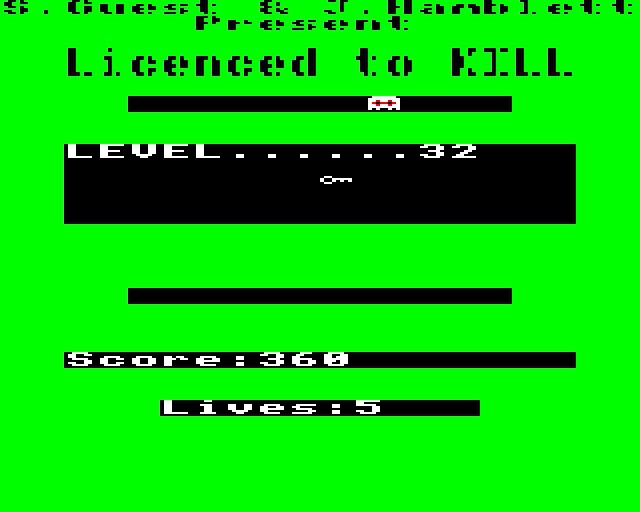 S.Guest & J.Hamblett
Present
Licenced to KILL
LEVEL......32
Score:360
Lives:5